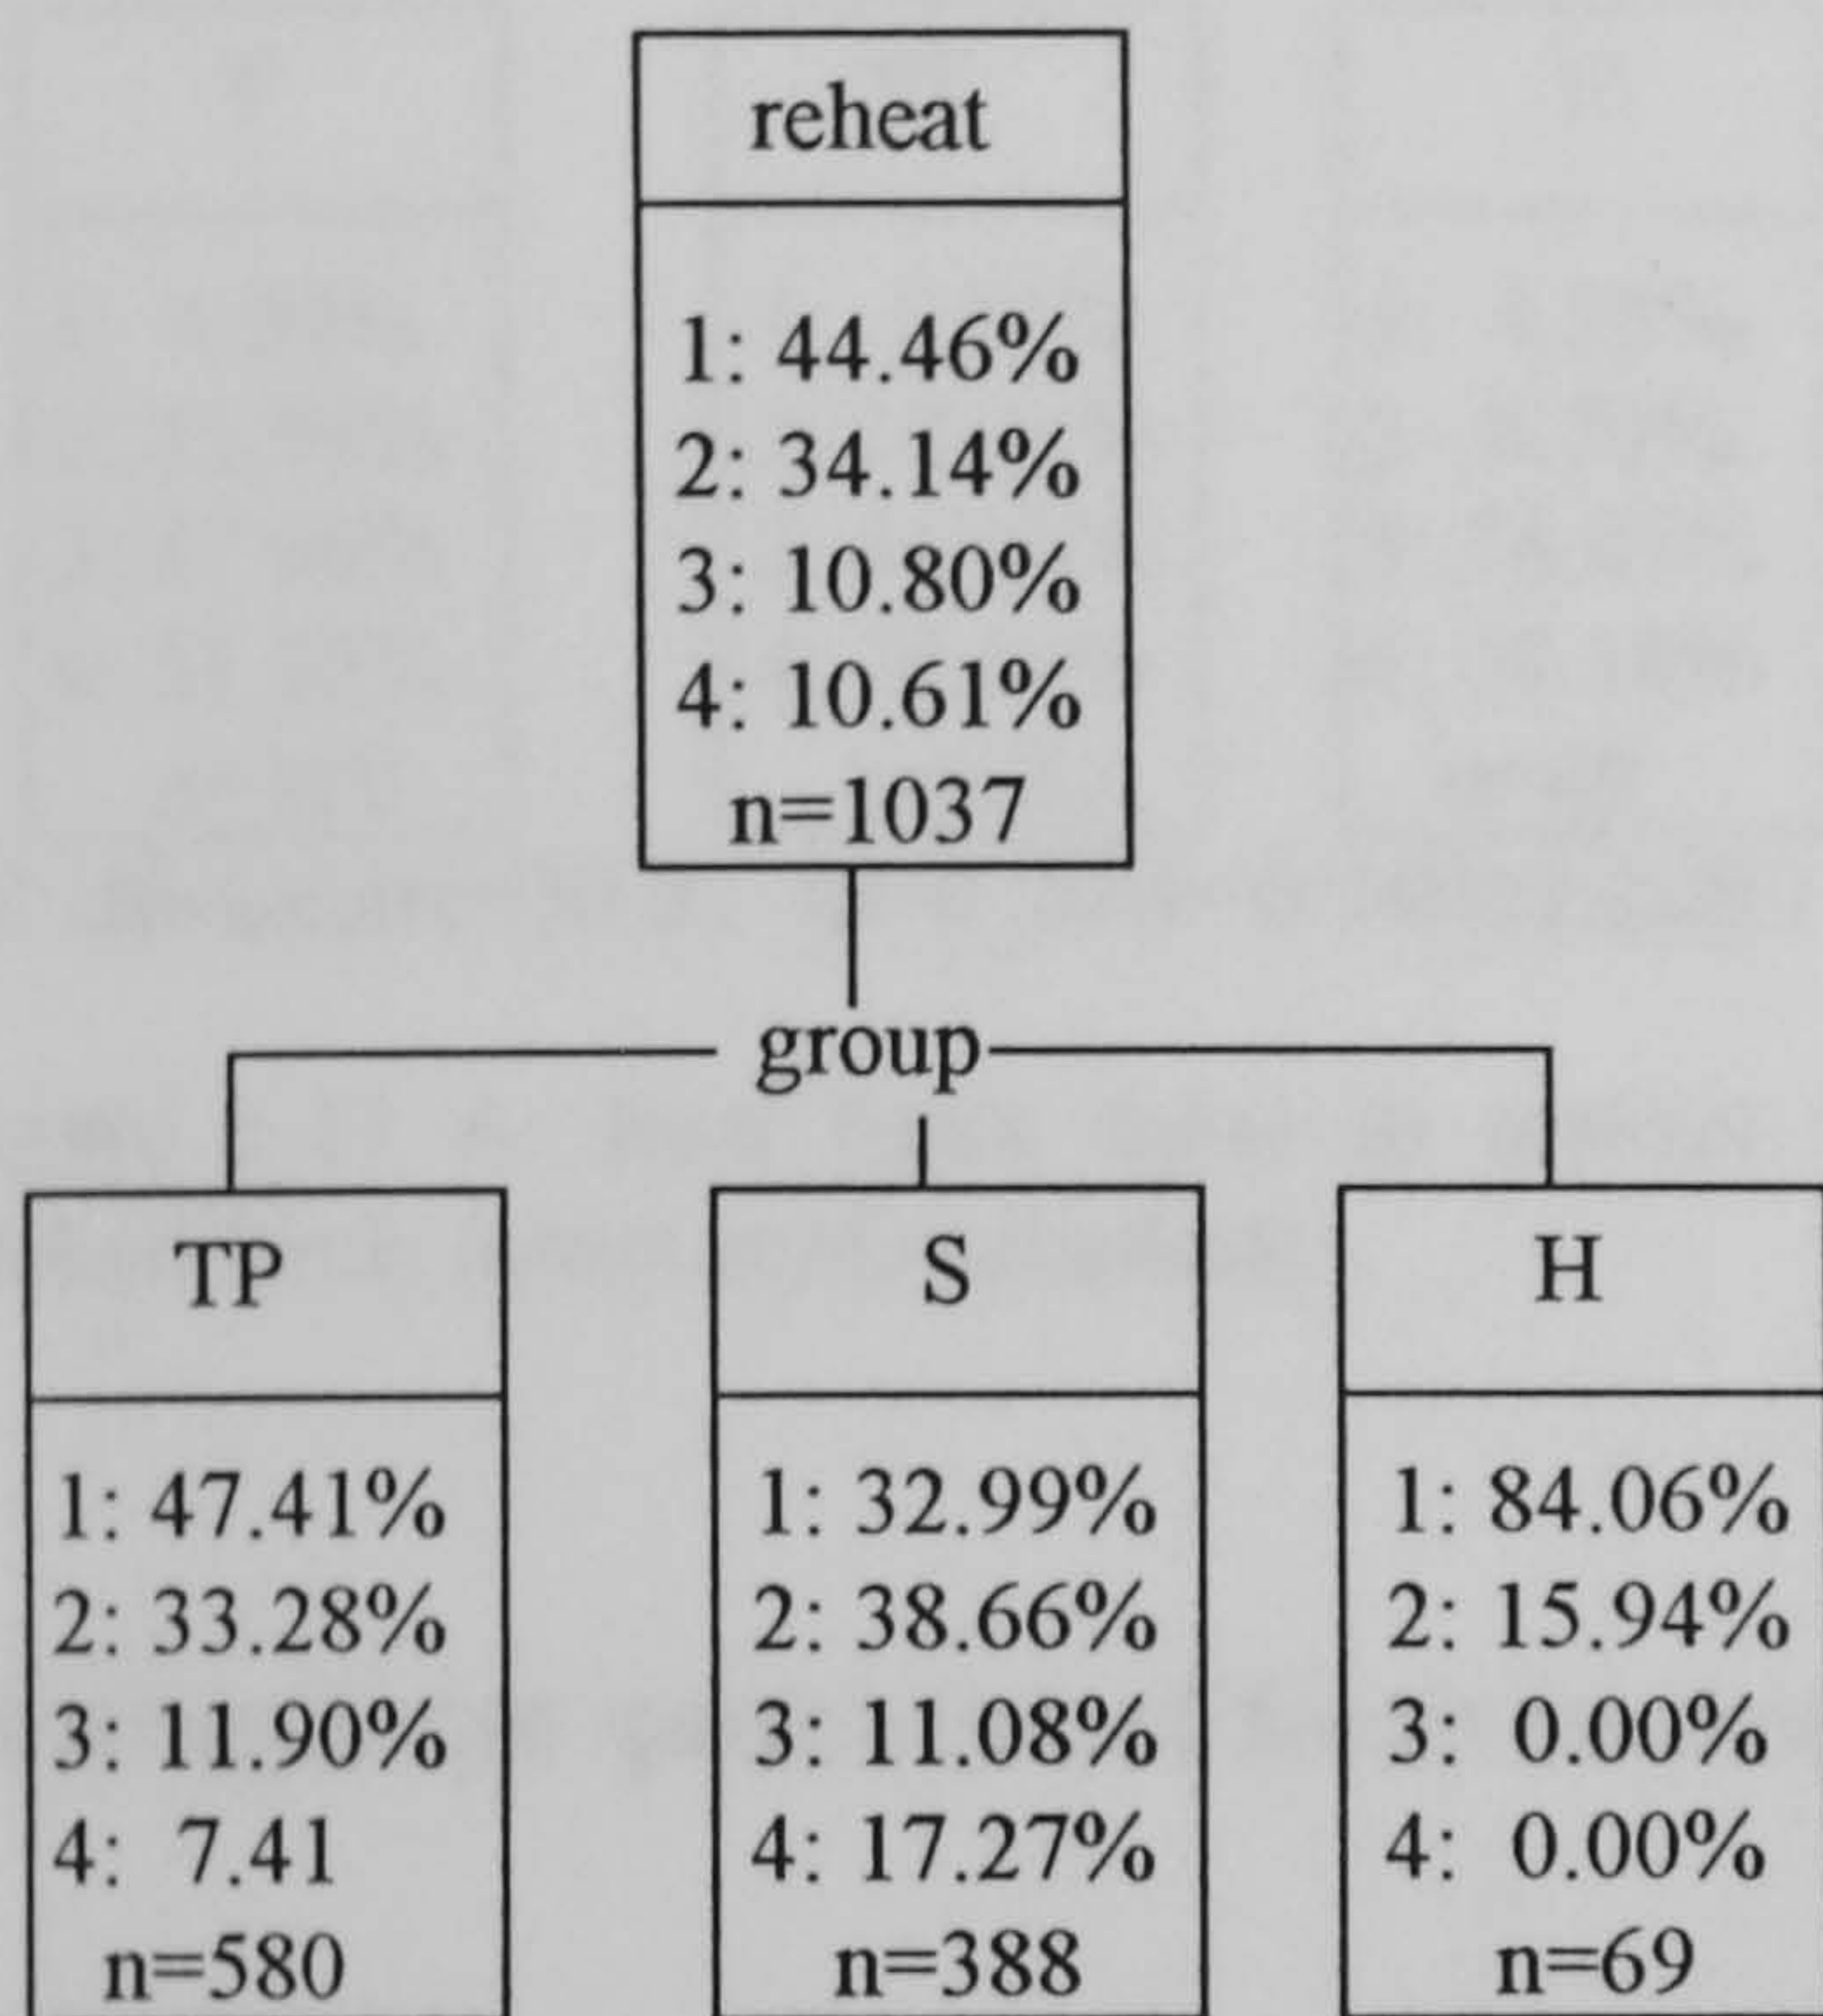 reheat
1: 44.46%
2: 34.14%
3: 10.80%
4: 10.61%
n=1037
group
TP
1: 47.41%
2: 33.28%
3: 11.90%
4: 7.41
n=580
S
1: 32.99%
2: 38.66%
3: 11.08%
4: 17.27%
n=388
H
1: 84.06%
2: 15.94%
3: 0.00%
4: 0.00%
n=69